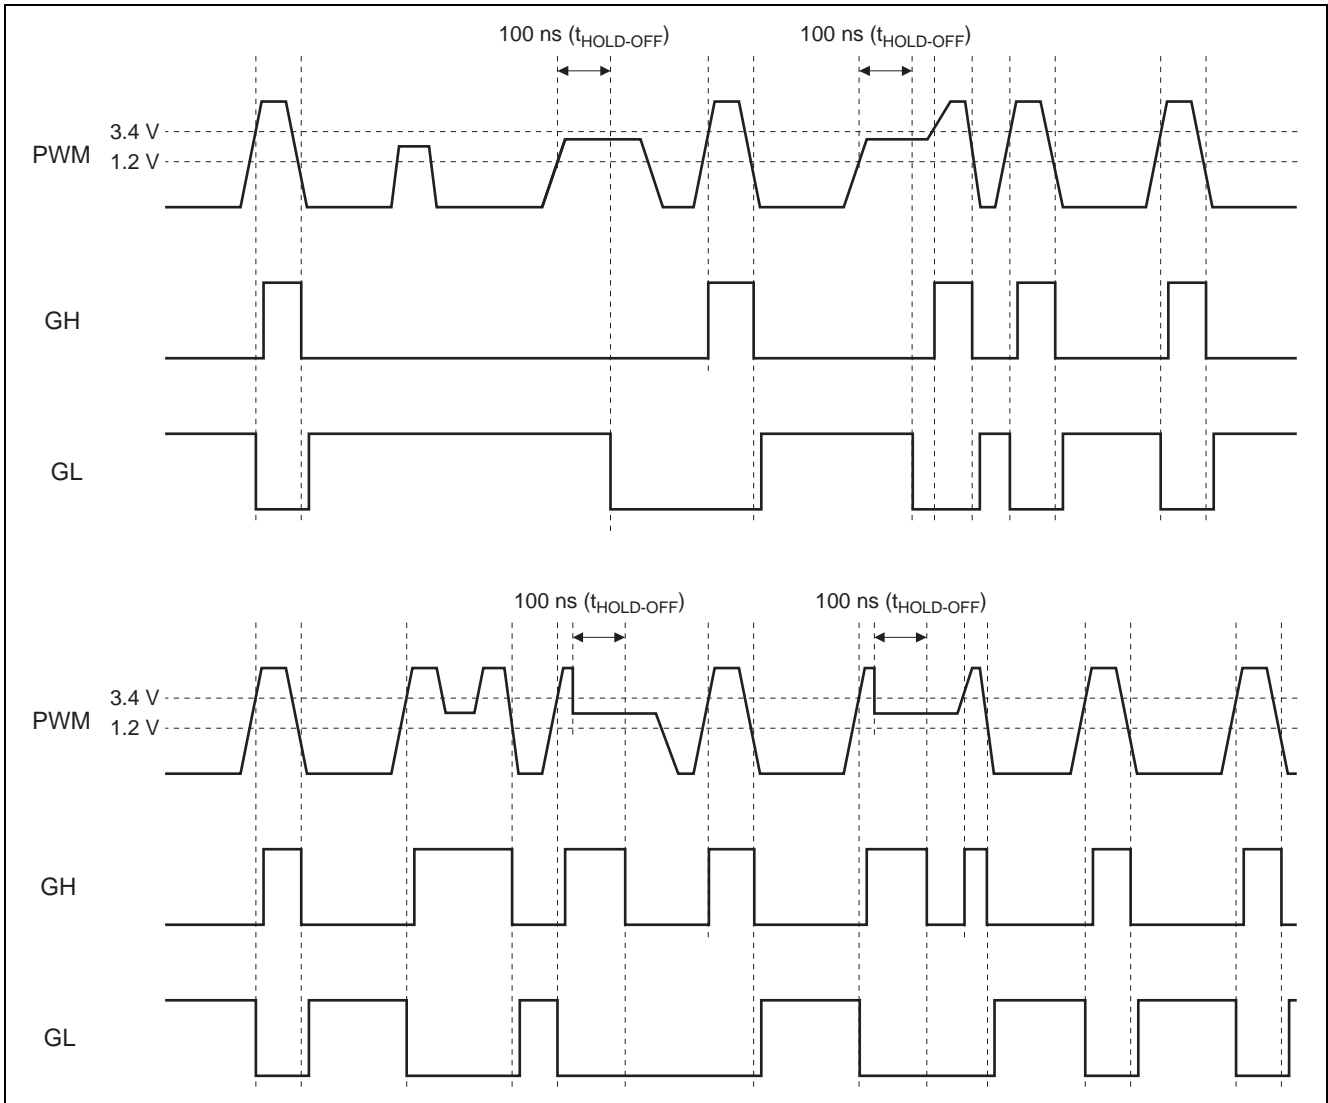 100 ns (tHOLD-OFF) 100 ns (tHOLD-OFF)
3.4 V
PWM
1.2 V
GH
GL
100 ns (tHOLD-OFF) 100 ns (tHOLD-OFF)
3.4 V
PWM
1.2 V
GH
GL